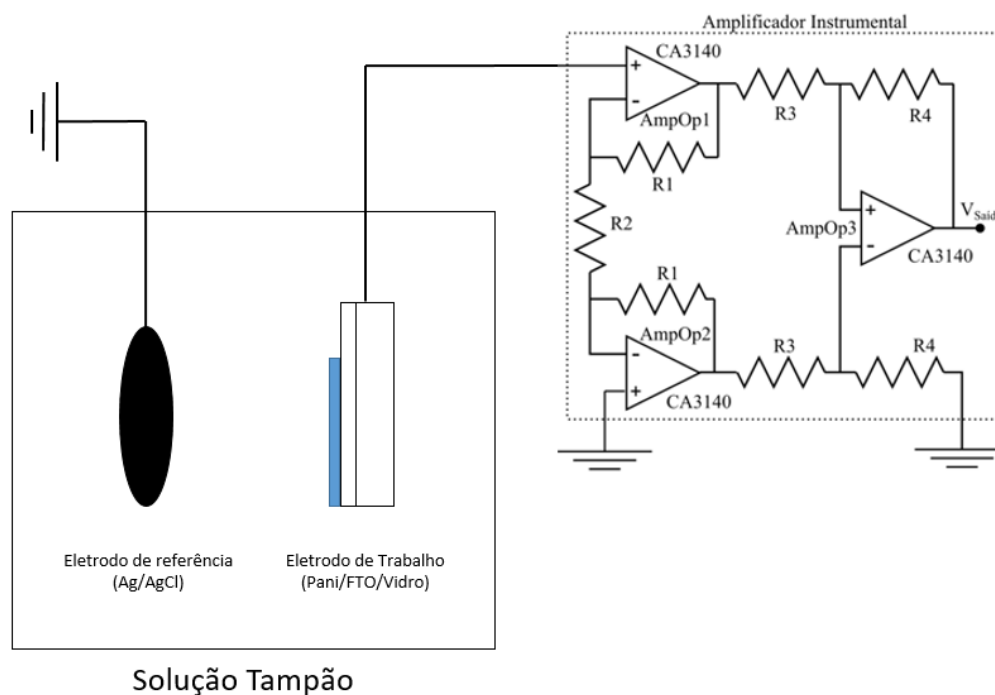 Amplificador Instrumental
CA3140
+
-
AmpOp1
R3
R4
R1
R2
+
-
AmpOp3
V Saíd
CA3140
R1
AmpOp2
R3
R4
-
+
CA3140
Eletrodo de referência
(Ag/AgCl)
Eletrodo de Trabalho
(Pani/FTO/Vidro)
Solução Tampão